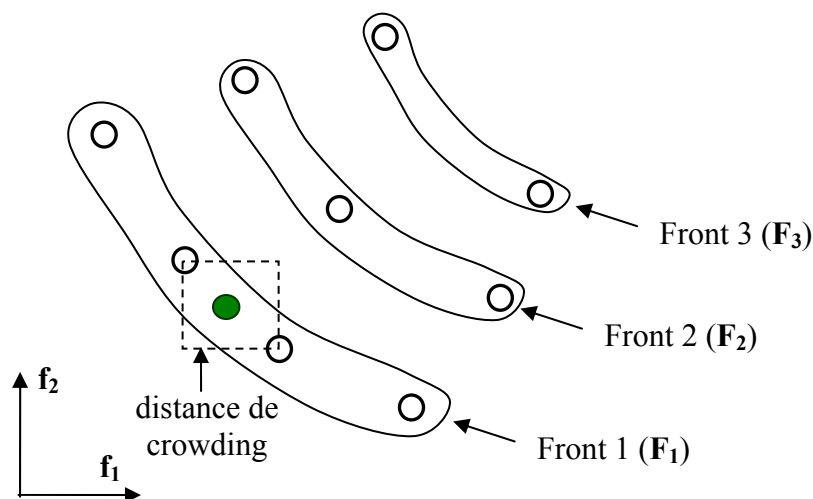 Front 3 (F3)
Front 2 (F2)
f2
distance de
crowding
Front 1 (F1)
f1